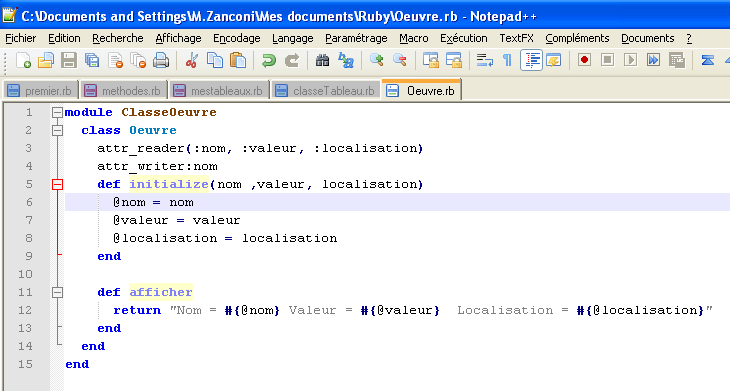 C:\Documents and Settings\M.Zanconi\Mes documents\Ruby\Oeuvre.rb - Notepad++
Fichier Edition Recherche Affichage Encodage Langage Paramétrage Macro Exécution TextFX Compléments Documents ?
premier.rb methodes.rb mestableaux.rb classeTableau.rb Oeuvre.rb
1 module ClasseOeuvre
2 class Oeuvre
3 attr_reader(:nom, :valeur, :localisation)
4 attr_writer:nom
5 def initialize(nom ,valeur, localisation)
6 @nom = nom
7 @valeur = valeur
8 @localisation = localisation
9 end
10
11 def afficher
12 return "Nom = #{@nom} Valeur = #{@valeur}  Localisation = #{@localisation}"
13 end
14 end
15 end